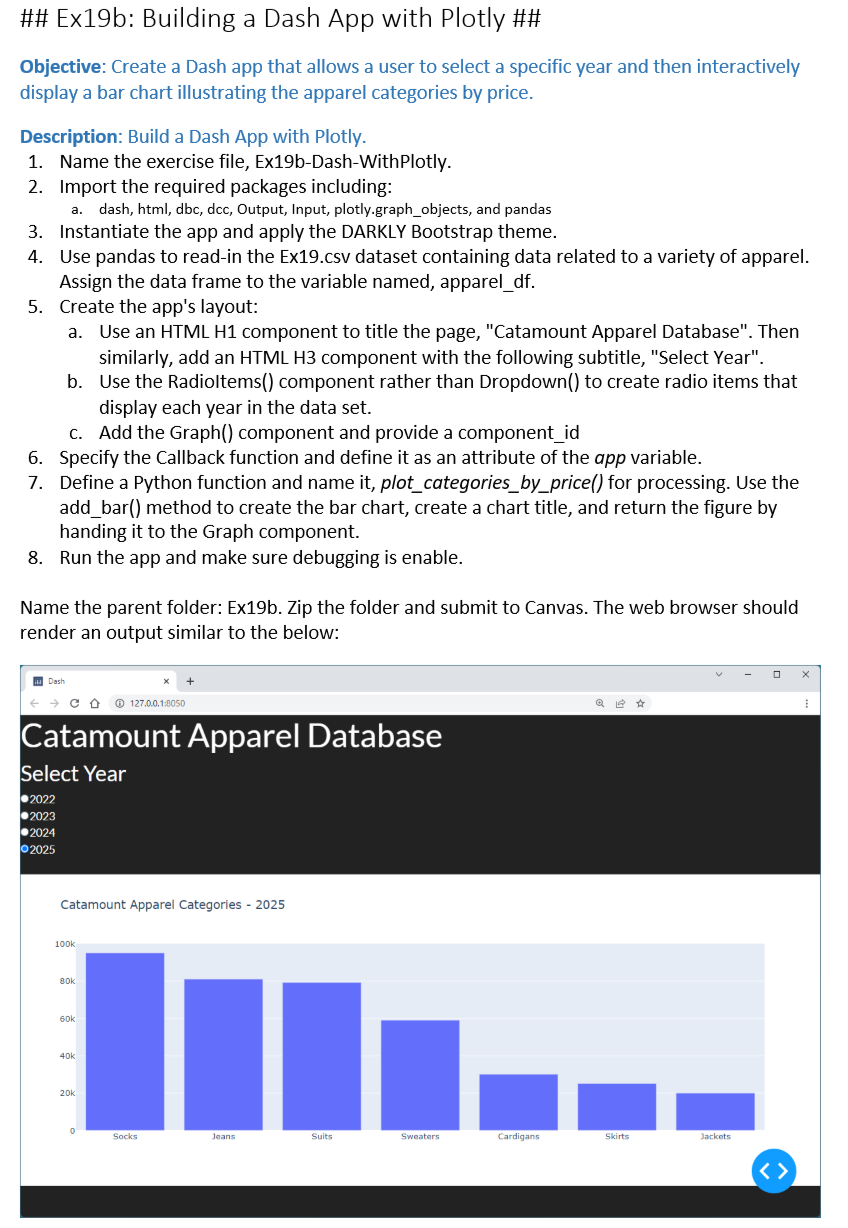 ## Ex19b: Building a Dash App with Plotly ##
Objective: Create a Dash app that allows a user to select a specific year and then interactively
display a bar chart illustrating the apparel categories by price.
Description: Build a Dash App with Plotly.
1. Name the exercise file, Ex19b-Dash-WithPlotly.
2. Import the required packages including:
a. dash, html, dbc, dcc, Output, Input, plotly.graph_objects, and pandas
3. Instantiate the app and apply the DARKLY Bootstrap theme.
4. Use pandas to read-in the Ex19.csv dataset containing data related to a variety of apparel.
Assign the data frame to the variable named, apparel_df.
5. Create the app's layout:
a. Use an HTML H1 component to title the page, "Catamount Apparel Database". Then
similarly, add an HTML H3 component with the following subtitle, "Select Year".
b. Use the RadioItems() component rather than Dropdown() to create radio items that
display each year in the data set.
c. Add the Graph() component and provide a component_id
6. Specify the Callback function and define it as an attribute of the app variable.
7. Define a Python function and name it, plot_categories_by_price() for processing. Use the
add_bar() method to create the bar chart, create a chart title, and return the figure by
handing it to the Graph component.
8. Run the app and make sure debugging is enable.
Name the parent folder: Ex19b. Zip the folder and submit to Canvas. The web browser should
render an output similar to the below:
Dash
127.0.0.1:8050
Catamount Apparel Database
Select Year
2022
2023
2024
2025
Catamount Apparel Categories - 2025
100k
80k
60k
40k
20k
0
Socks Jeans Suits Sweaters Cardigans Skirts Jackets